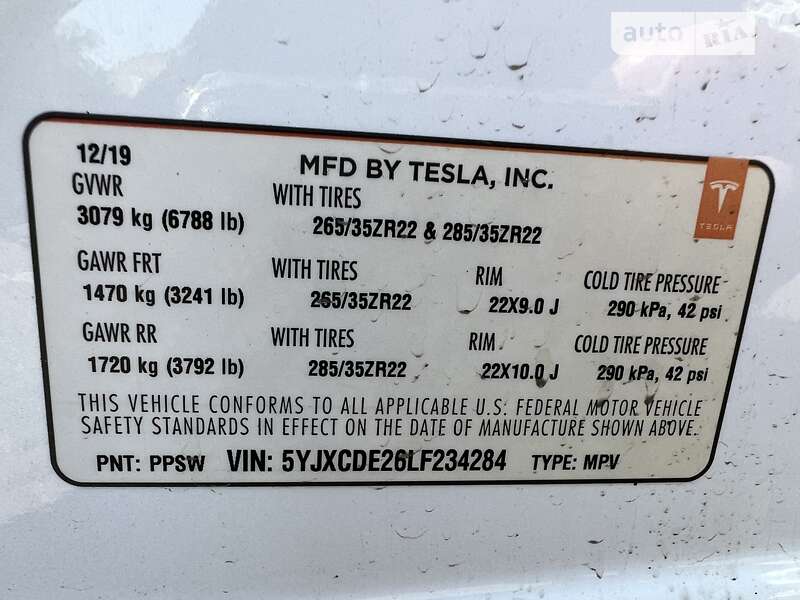 auto RIA
12/19
MFD BY TESLA, INC.
GVWR WITH TIRES
3079 kg (6788 lb) 265/35ZR22 & 285/35ZR22
TESLA
GAWR FRT WITH TIRES RIM COLD TIRE PRESSURE
1470 kg (3241 lb) 265/35ZR22 22X9.0 J 290 kPa, 42 psi
GAWR RR WITH TIRES RIM COLD TIRE PRESSURE
1720 kg (3792 lb) 285/35ZR22 22X10.0 J 290 kPa, 42 psi
THIS VEHICLE CONFORMS TO ALL APPLICABLE U.S. FEDERAL MOTOR VEHICLE
SAFETY STANDARDS IN EFFECT ON THE DATE OF MANUFACTURE SHOWN ABOVE.
PNT: PPSW VIN: 5YJXCDE26LF234284 TYPE: MPV